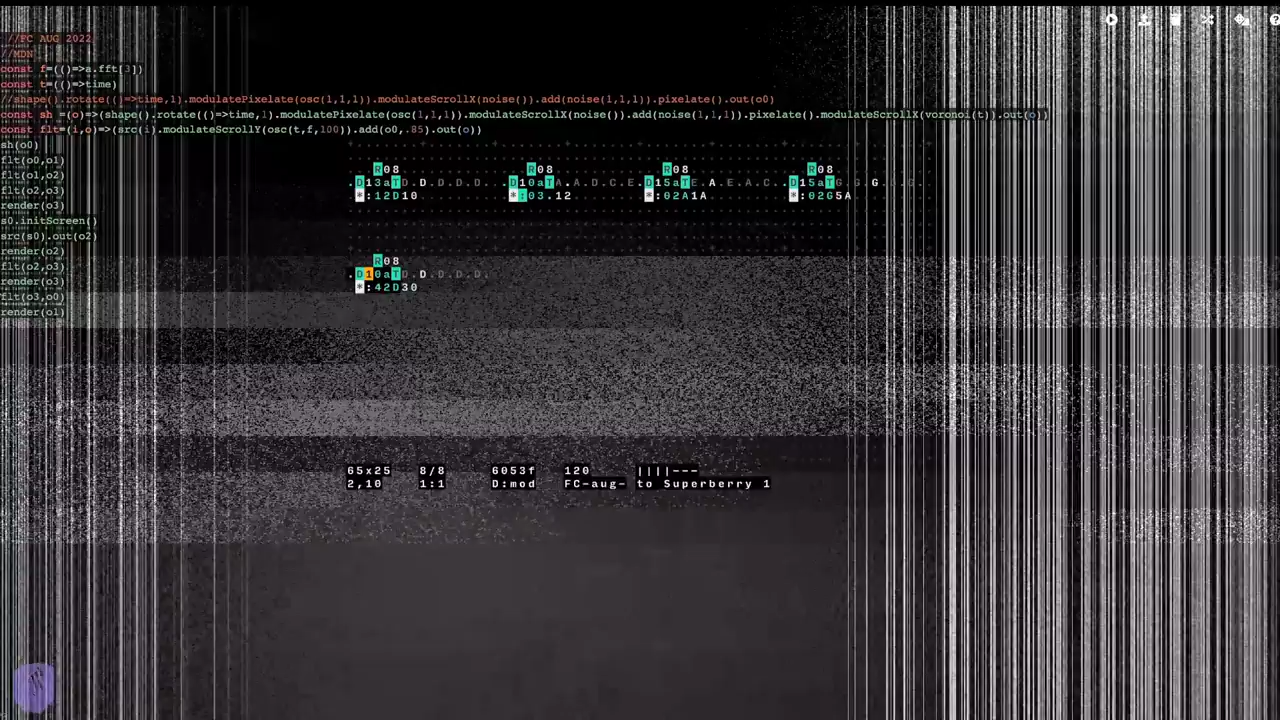 //FC AUG 2022
//MDN
const f=(()=>a.fft[3])
const t=(()=>time)
//shape().rotate(()=>time,1).modulatePixelate(osc(1,1,1)).modulateScrollX(noise()).add(noise(1,1,1)).pixelate().out(o0)
const sh =(o)=>(shape().rotate(()=>time,1).modulatePixelate(osc(1,1,1)).modulateScrollX(noise()).add(noise(1,1,1)).pixelate().modulateScrollX(voronoi(t)).out(o))
const flt=(i,o)=>(src(i).modulateScrollY(osc(t,f,100)).add(o0,.85).out(o))
sh(o0)
flt(o0,o1)
flt(o1,o2)
flt(o2,o3)
render(o3)
s0.initScreen()
src(s0).out(o2)
render(o2)
flt(o2,o3)
render(o3)
flt(o3,o0)
render(o1)
R08 R08 R08 R08
.D13aTD.D.D.D.D. .D10aTA.A.D.C.E. D15aTE.A.E.A.C. .D15aTG.G.G.G.G.
*:12D10 *:03.12 *:02A1A *:02G5A
R08
.D10aTD.D.D.D.D.
*:42D30
65x25 8/8 6053f 120 ||||---
2,10 1:1 D:mod FC-aug- to Superberry 1